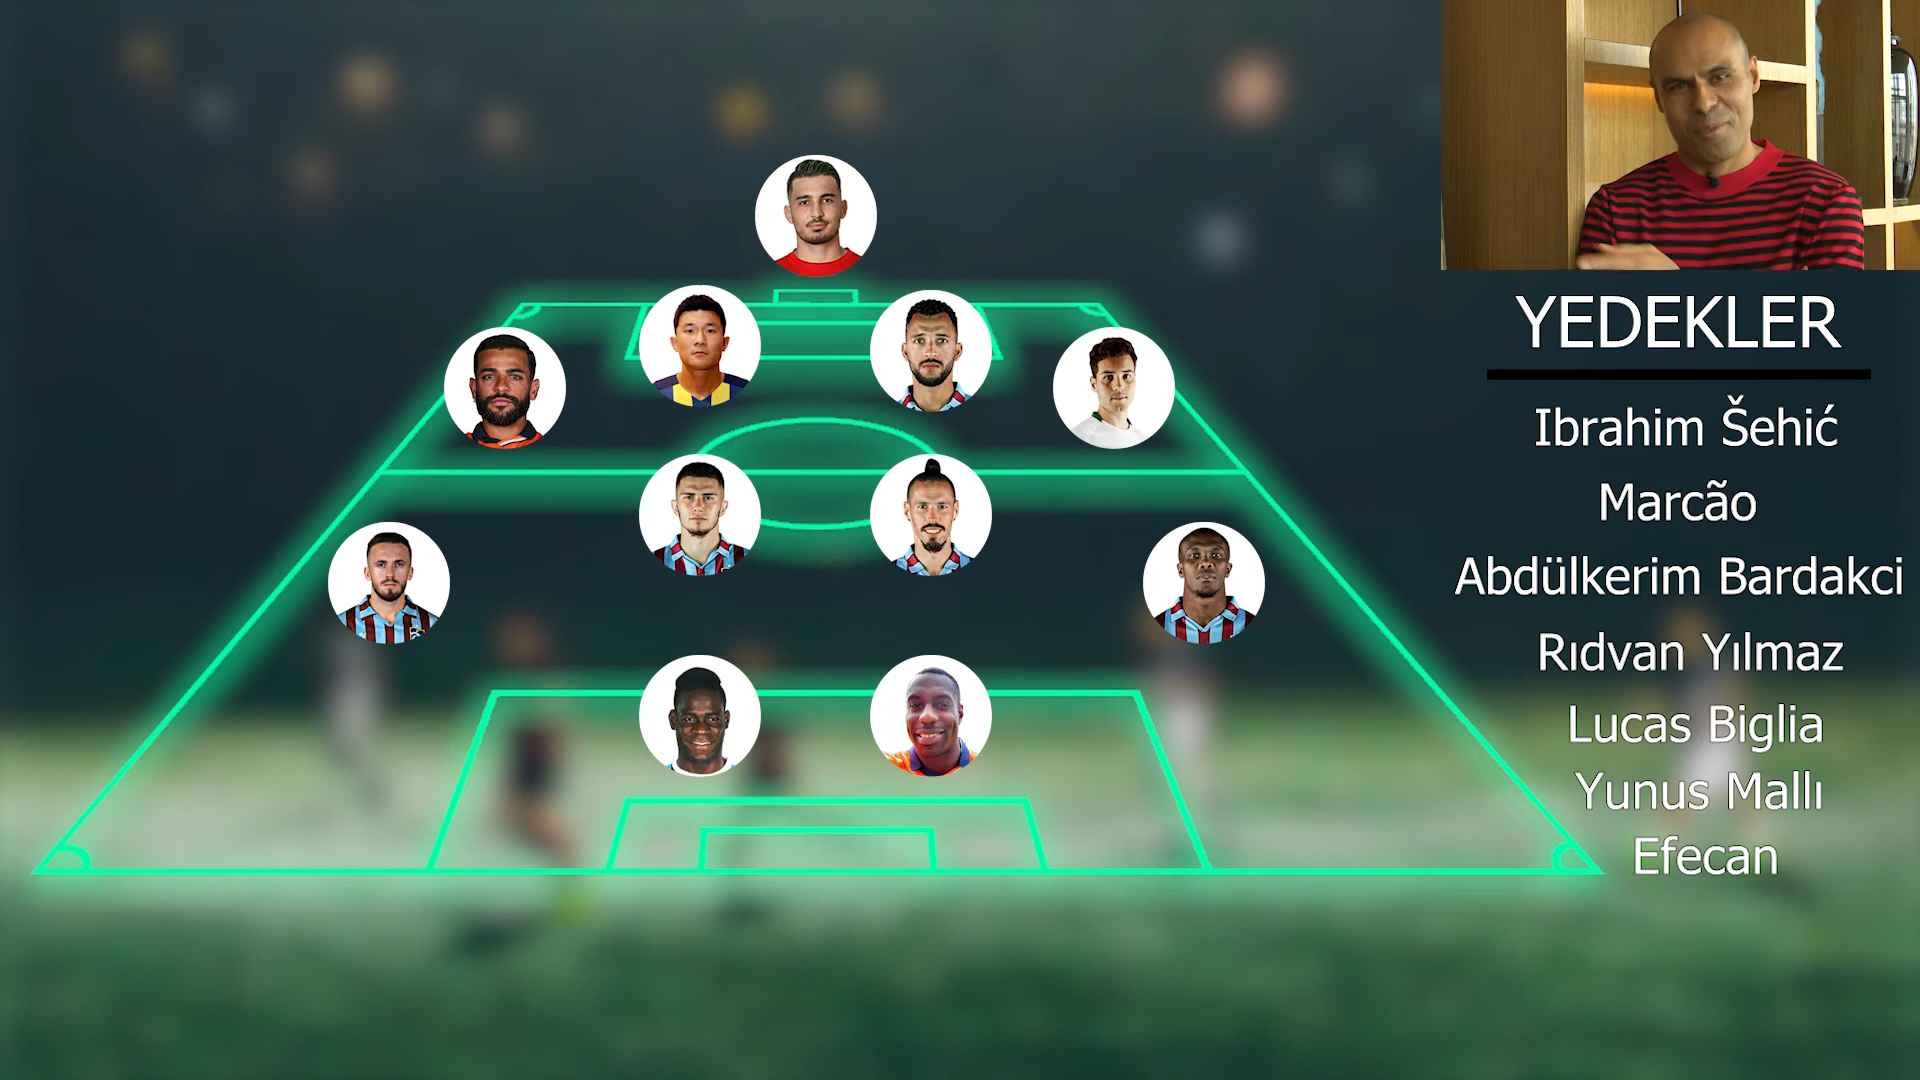 YEDEKLER
Ibrahim Šehić
Marcão
Abdülkerim Bardakci
Rıdvan Yılmaz
Lucas Biglia
Yunus Mallı
Efecan